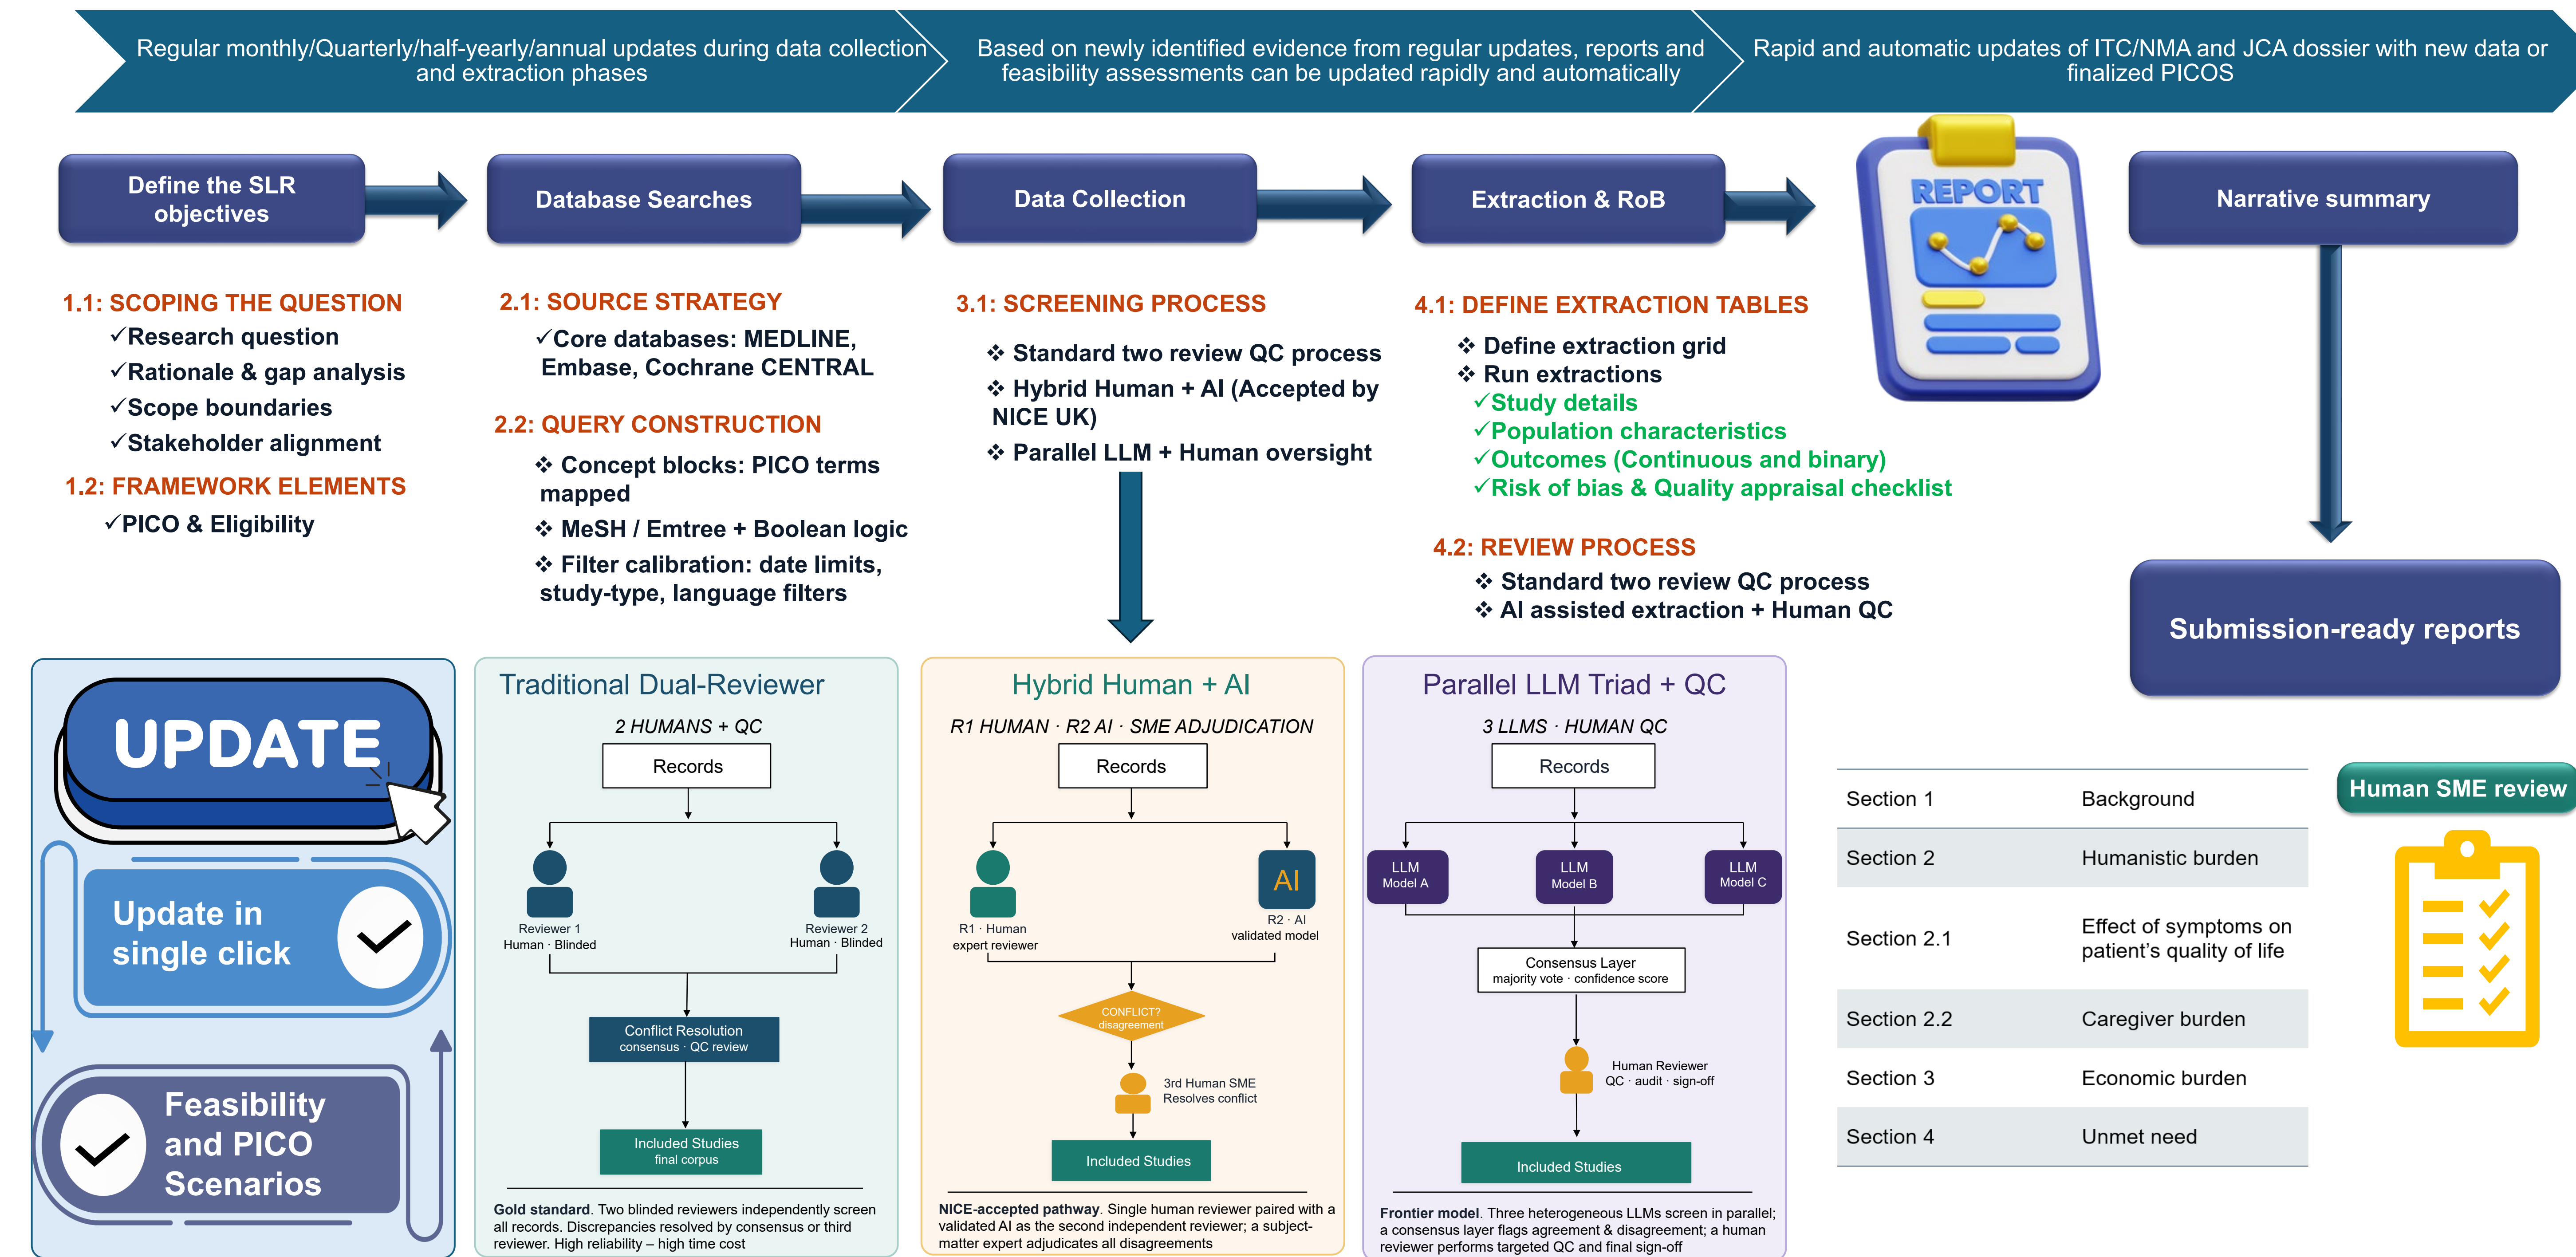 Regular monthly/Quarterly/half-yearly/annual updates during data collection
and extraction phases
Based on newly identified evidence from regular updates, reports and
feasibility assessments can be updated rapidly and automatically
Rapid and automatic updates of ITC/NMA and JCA dossier with new data or
finalized PICOS
Define the SLR
objectives
Database Searches
Data Collection
Extraction & RoB
REPORT
Narrative summary
1.1: SCOPING THE QUESTION
✓Research question
✓Rationale & gap analysis
✓Scope boundaries
✓Stakeholder alignment
1.2: FRAMEWORK ELEMENTS
✓PICO & Eligibility
2.1: SOURCE STRATEGY
✓Core databases: MEDLINE,
Embase, Cochrane CENTRAL
2.2: QUERY CONSTRUCTION
❖ Concept blocks: PICO terms
mapped
❖ MeSH / Emtree + Boolean logic
❖ Filter calibration: date limits,
study-type, language filters
3.1: SCREENING PROCESS
❖ Standard two review QC process
❖ Hybrid Human + AI (Accepted by
NICE UK)
❖ Parallel LLM + Human oversight
4.1: DEFINE EXTRACTION TABLES
❖ Define extraction grid
❖ Run extractions
✓Study details
✓Population characteristics
✓Outcomes (Continuous and binary)
✓Risk of bias & Quality appraisal checklist
4.2: REVIEW PROCESS
❖ Standard two review QC process
❖ AI assisted extraction + Human QC
Submission-ready reports
UPDATE
Update in
single click
Feasibility
and PICO
Scenarios
Traditional Dual-Reviewer
2 HUMANS + QC
Records
Reviewer 1
Human · Blinded
Reviewer 2
Human · Blinded
Conflict Resolution
consensus · QC review
Included Studies
final corpus
Gold standard. Two blinded reviewers independently screen
all records. Discrepancies resolved by consensus or third
reviewer. High reliability – high time cost
Hybrid Human + AI
R1 HUMAN · R2 AI · SME ADJUDICATION
Records
AI
R1 · Human
expert reviewer
R2 · AI
validated model
CONFLICT?
disagreement
3rd Human SME
Resolves conflict
Included Studies
NICE-accepted pathway. Single human reviewer paired with a
validated AI as the second independent reviewer; a subject-
matter expert adjudicates all disagreements
Parallel LLM Triad + QC
3 LLMS · HUMAN QC
Records
LLM
Model A
LLM
Model B
LLM
Model C
Consensus Layer
majority vote · confidence score
Human Reviewer
QC · audit · sign-off
Included Studies
Frontier model. Three heterogeneous LLMs screen in parallel;
a consensus layer flags agreement & disagreement; a human
reviewer performs targeted QC and final sign-off
Section 1 Background
Section 2 Humanistic burden
Section 2.1 Effect of symptoms on
patient’s quality of life
Section 2.2 Caregiver burden
Section 3 Economic burden
Section 4 Unmet need
Human SME review